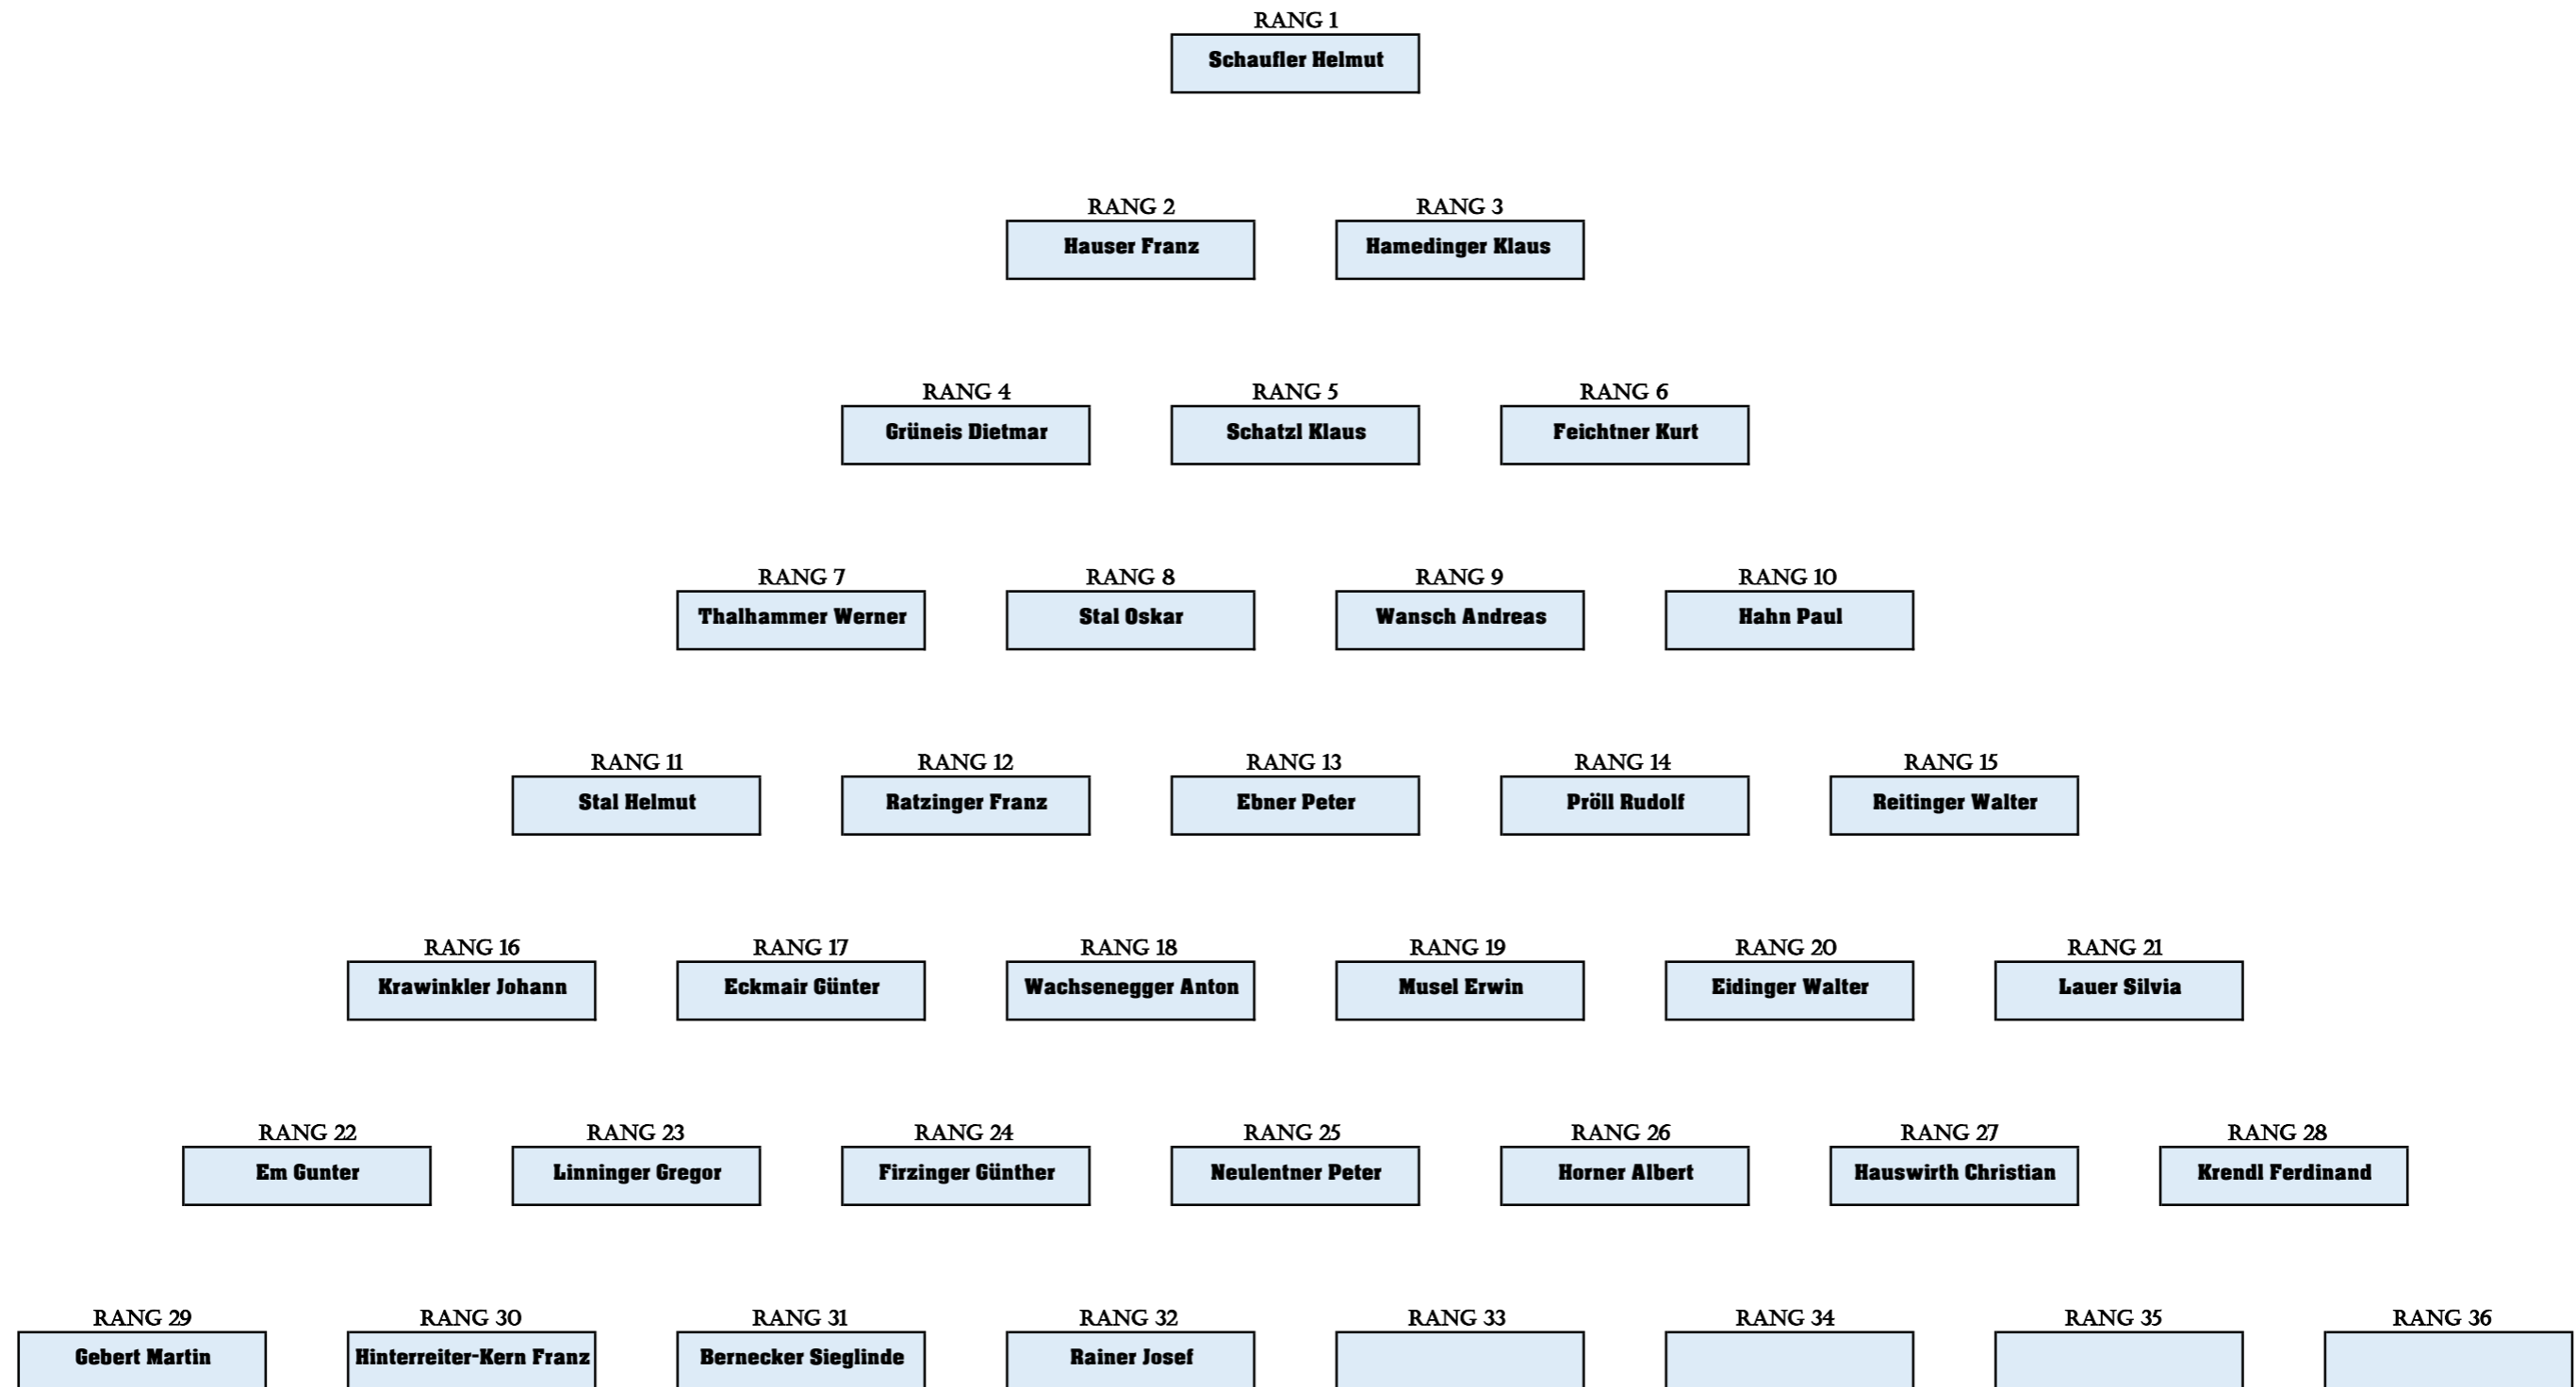 RANG 1
Schaufler Helmut
RANG 2 RANG 3
Hauser Franz Hamedinger Klaus
RANG 4 RANG 5 RANG 6
Grüneis Dietmar Schatzl Klaus Feichtner Kurt
RANG 7 RANG 8 RANG 9 RANG 10
Thalhammer Werner Stal Oskar Wansch Andreas Hahn Paul
RANG 11 RANG 12 RANG 13 RANG 14 RANG 15
Stal Helmut Ratzinger Franz Ebner Peter Pröll Rudolf Reitinger Walter
RANG 16 RANG 17 RANG 18 RANG 19 RANG 20 RANG 21
Krawinkler Johann Eckmair Günter Wachsenegger Anton Musel Erwin Eidinger Walter Lauer Silvia
RANG 22 RANG 23 RANG 24 RANG 25 RANG 26 RANG 27 RANG 28
Em Gunter Linninger Gregor Firzinger Günther Neulentner Peter Horner Albert Hauswirth Christian Krendl Ferdinand
RANG 29 RANG 30 RANG 31 RANG 32 RANG 33 RANG 34 RANG 35 RANG 36
Gebert Martin Hinterreiter-Kern Franz Bernecker Sieglinde Rainer Josef